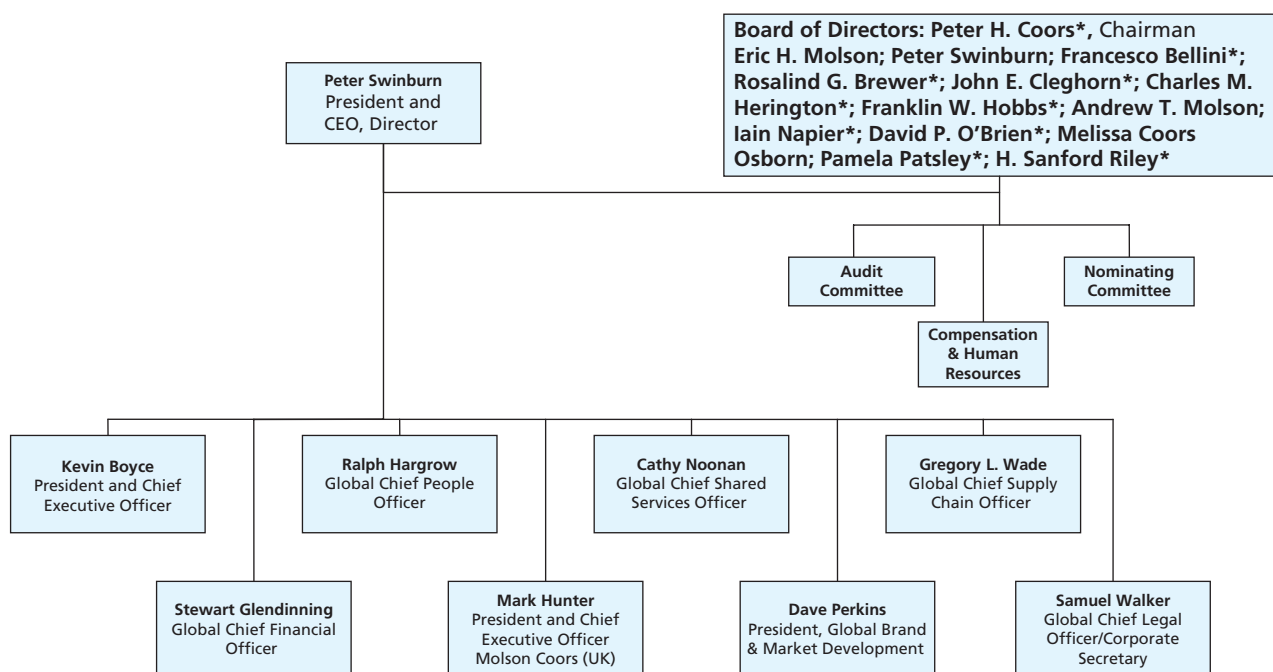 Peter Swinburn
President and
CEO, Director
Board of Directors: Peter H. Coors*, Chairman
Eric H. Molson; Peter Swinburn; Francesco Bellini*;
Rosalind G. Brewer*; John E. Cleghorn*; Charles M.
Herington*; Franklin W. Hobbs*; Andrew T. Molson;
Iain Napier*; David P. O’Brien*; Melissa Coors
Osborn; Pamela Patsley*; H. Sanford Riley*
Audit
Committee
Nominating
Committee
Compensation
& Human
Resources
Kevin Boyce
President and Chief
Executive Officer
Ralph Hargrow
Global Chief People
Officer
Cathy Noonan
Global Chief Shared
Services Officer
Gregory L. Wade
Global Chief Supply
Chain Officer
Stewart Glendinning
Global Chief Financial
Officer
Mark Hunter
President and Chief
Executive Officer
Molson Coors (UK)
Dave Perkins
President, Global Brand
& Market Development
Samuel Walker
Global Chief Legal
Officer/Corporate
Secretary